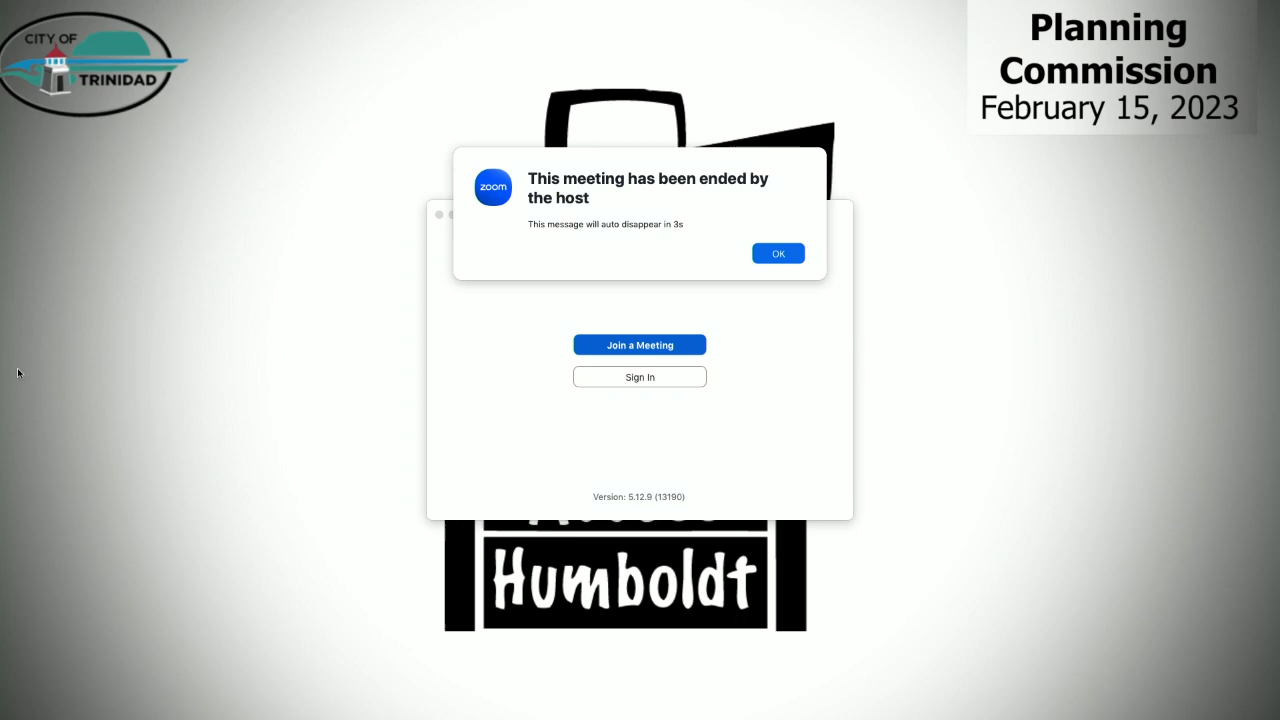 CITY OF
TRINIDAD
Planning
Commission
February 15, 2023
zoom
This meeting has been ended by
the host
This message will auto disappear in 3s
OK
Join a Meeting
Sign In
Version: 5.12.9 (13190)
Humboldt